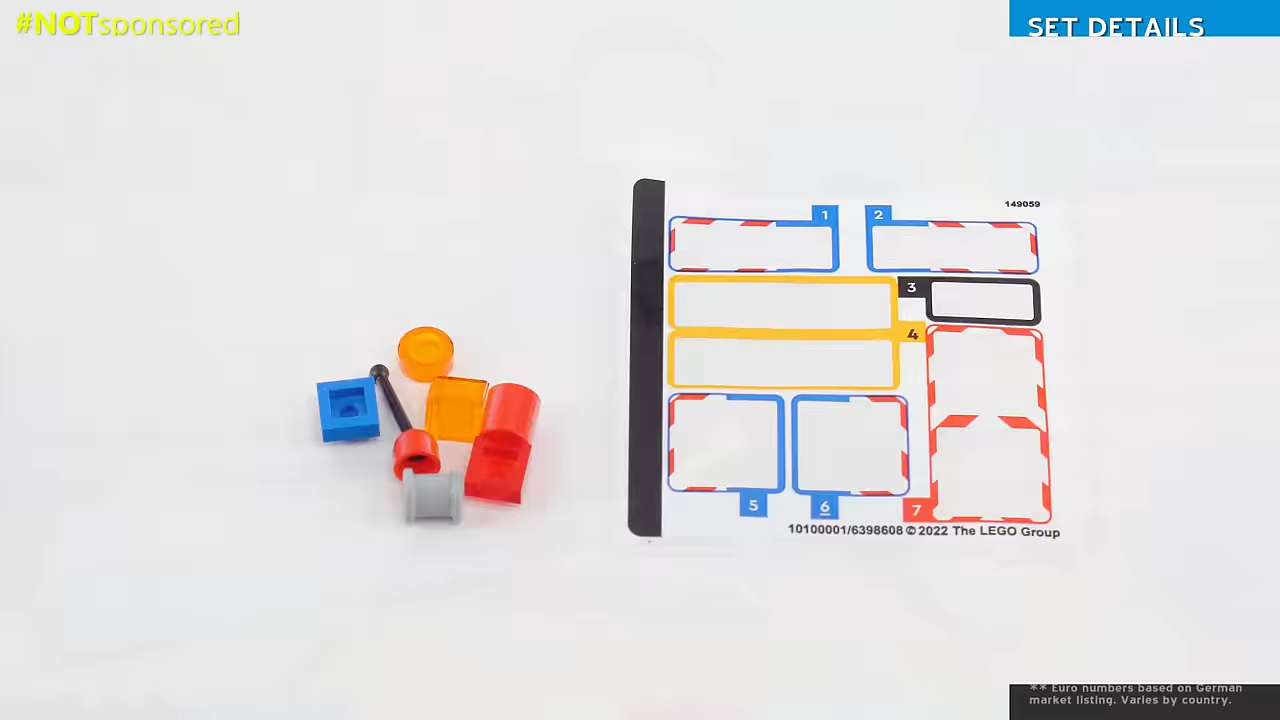 #NOTsponsored
SET DETAILS
149059
1
2
3
4
5
6
7
10100001/6398608 © 2022 The LEGO Group
** Euro numbers based on German
market listing. Varies by country.